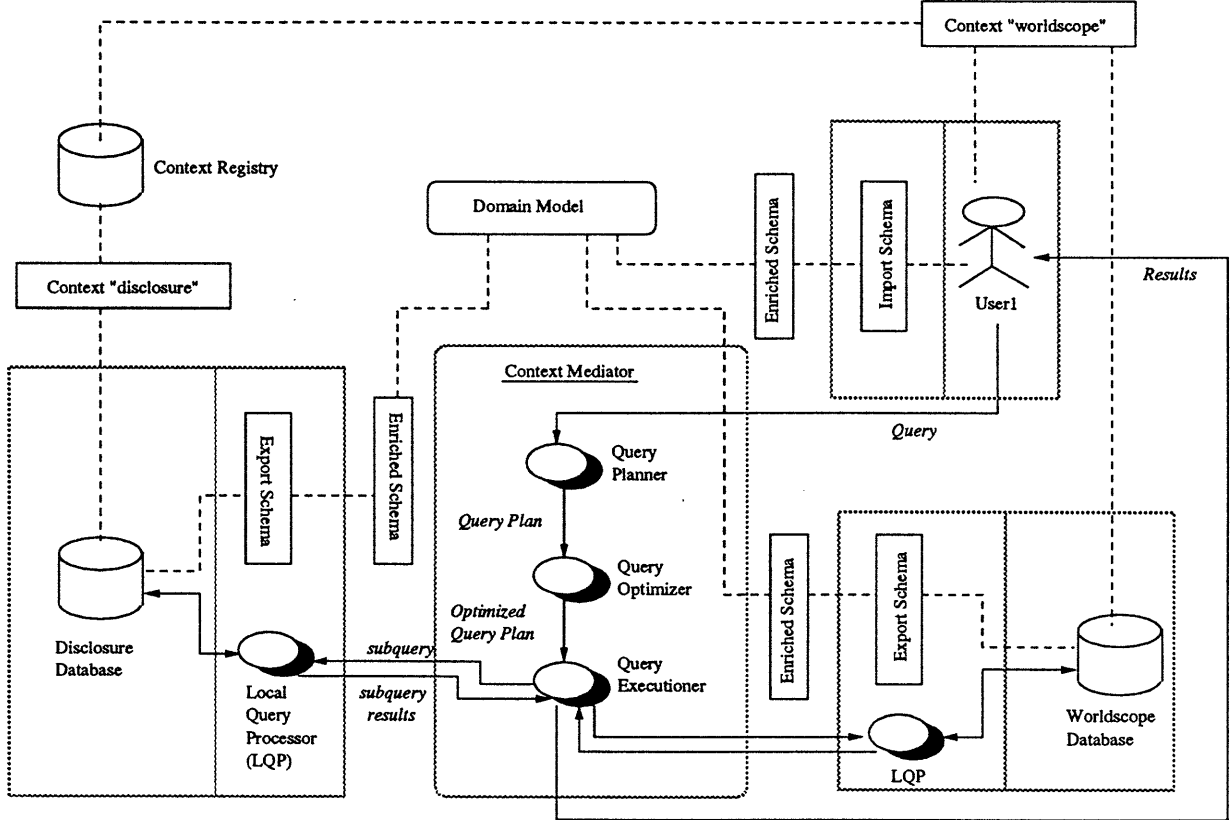 Context "worldscope"
Context Registry
Domain Model
Enriched Schema
Import Schema
Results
Context "disclosure"
User1
Context Mediator
Query
Export Schema
Enriched Schema
Query
Planner
Query Plan
Query
Optimizer
Enriched Schema
Export Schema
Optimized
Query Plan
Disclosure
Database
subquery
Query
Executioner
Local
Query
Processor
(LQP)
subquery
results
Worldscope
Database
LQP